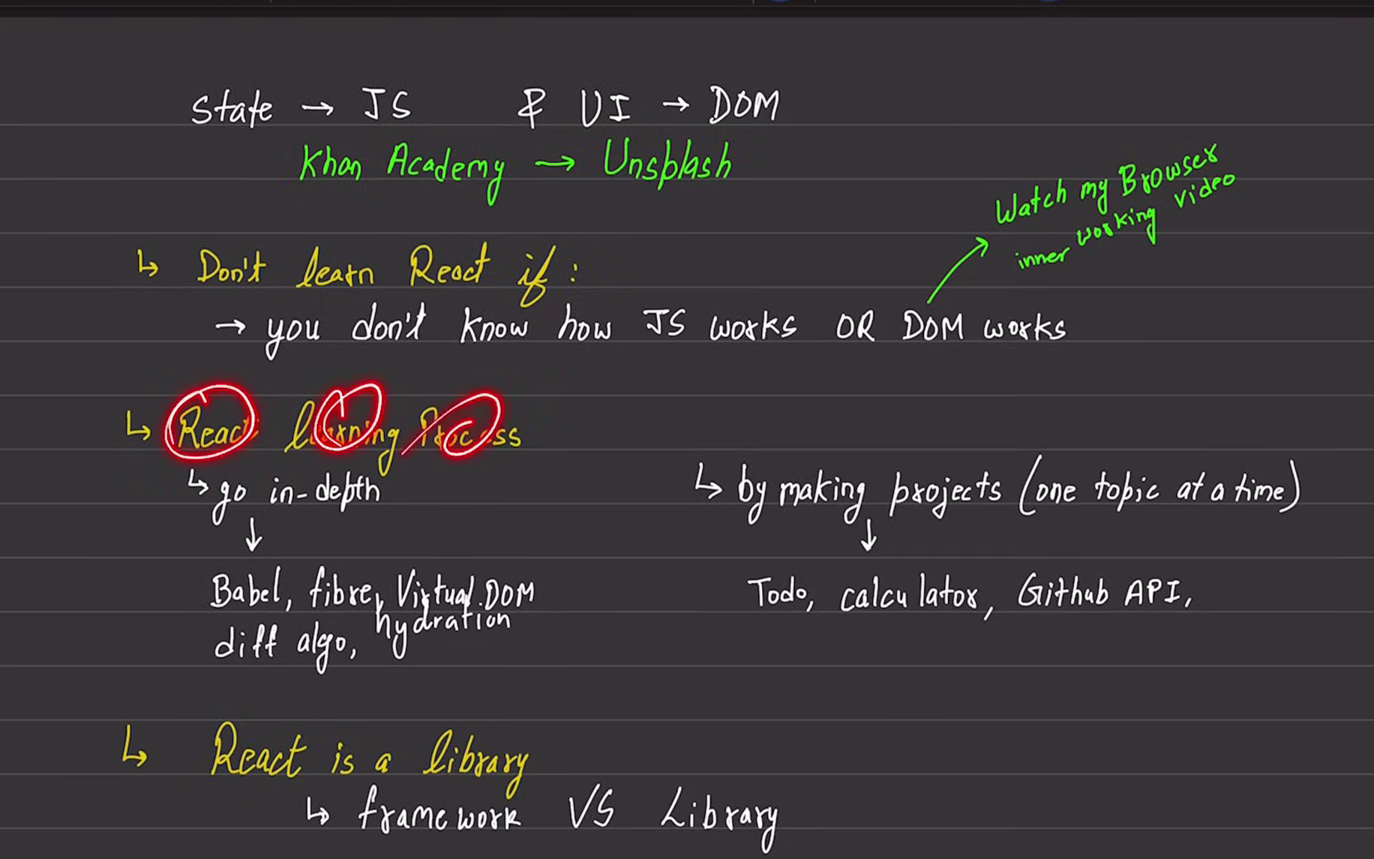 State → JS & UI → DOM
Khan Academy → Unsplash
Watch my Browser
inner working video
↳ Don't learn React if :
→ you don't know how JS works OR DOM works
↳ React learning Process
↳ go in-depth
↓
Babel, fibre, Virtual DOM
diff algo, hydration
↳ by making projects (one topic at a time)
↓
Todo, calculator, Github API,
↳ React is a library
↳ framework VS Library